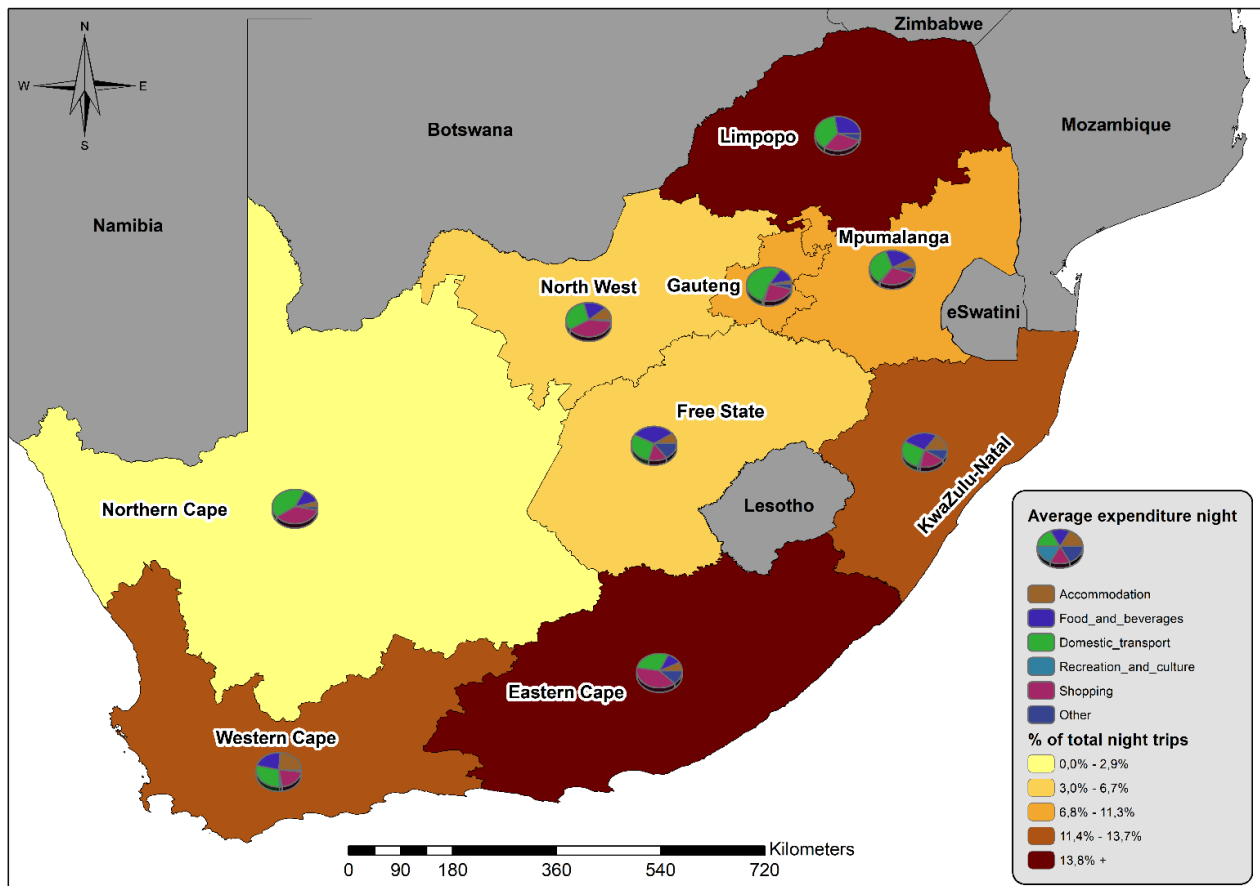 N
W
E
S
Zimbabwe
Botswana
Mozambique
Limpopo
Namibia
Mpumalanga
North West
Gauteng
eSwatini
Free State
KwaZulu-Natal
Northern Cape
Lesotho
Eastern Cape
Western Cape
Average expenditure night
Accommodation
Food_and_beverages
Domestic_transport
Recreation_and_culture
Shopping
Other
% of total night trips
0,0% - 2,9%
3,0% - 6,7%
6,8% - 11,3%
11,4% - 13,7%
13,8% +
Kilometers
0 90 180 360 540 720